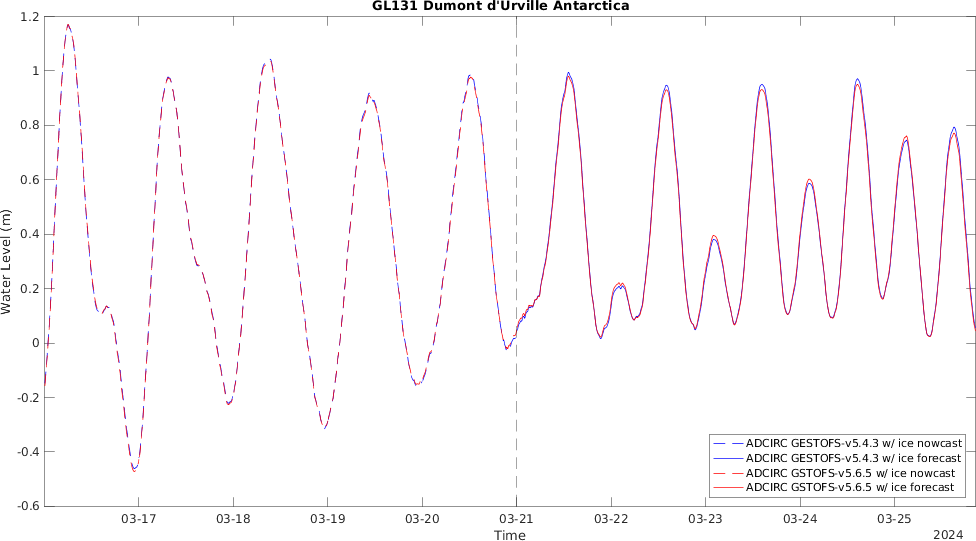 GL131 Dumont d'Urville Antarctica
1.2
1
0.8
0.6
0.4
0.2
0
-0.2
-0.4
-0.6
Water Level (m)
ADCIRC GESTOFS-v5.4.3 w/ ice nowcast
ADCIRC GESTOFS-v5.4.3 w/ ice forecast
ADCIRC GSTOFS-v5.6.5 w/ ice nowcast
ADCIRC GSTOFS-v5.6.5 w/ ice forecast
03-17 03-18 03-19 03-20 03-21 03-22 03-23 03-24 03-25
Time
2024